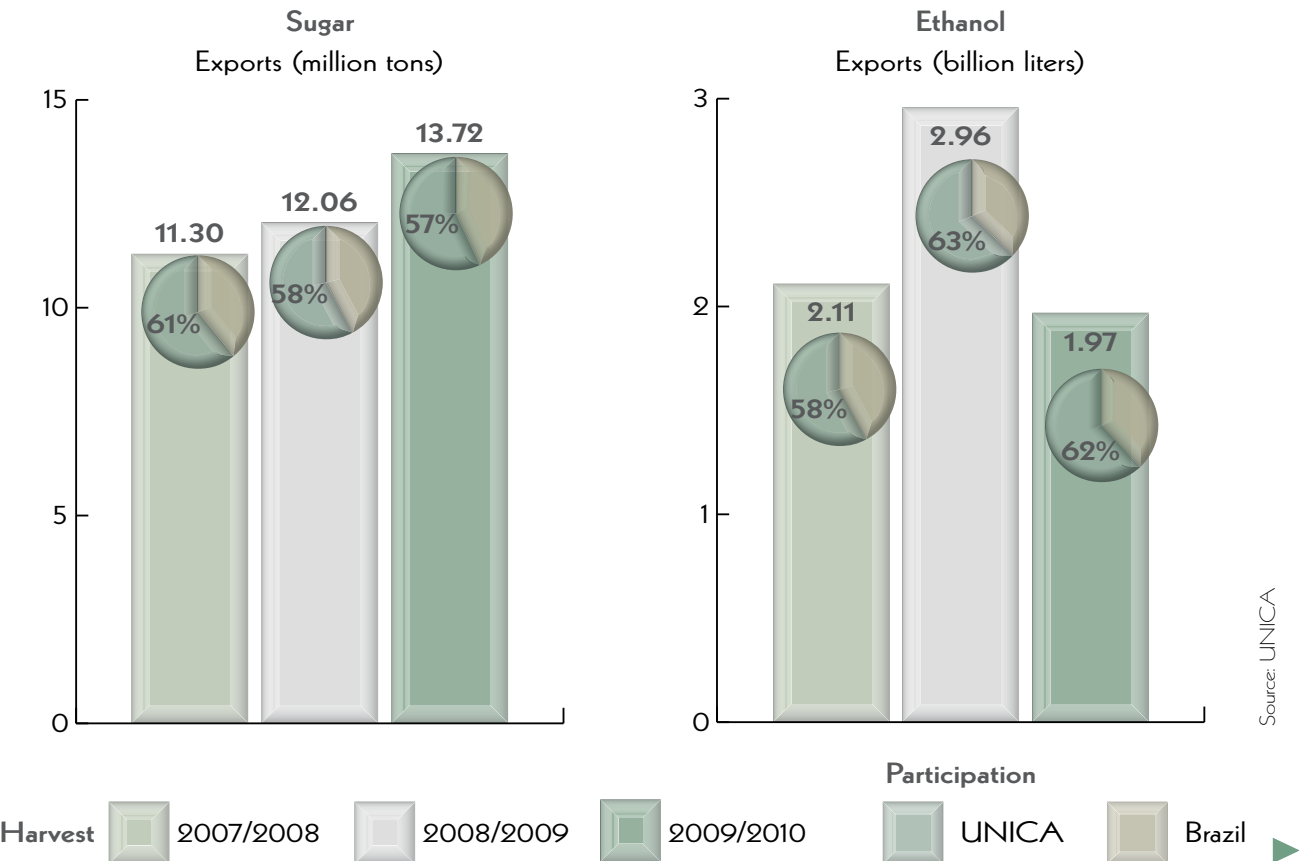 Sugar
Exports (million tons)
15
10
5
0
11.30
61%
12.06
58%
13.72
57%
Ethanol
Exports (billion liters)
3
2
1
0
2.11
58%
2.96
63%
1.97
62%
Source: UNICA
Harvest 2007/2008 2008/2009 2009/2010
Participation
UNICA Brazil